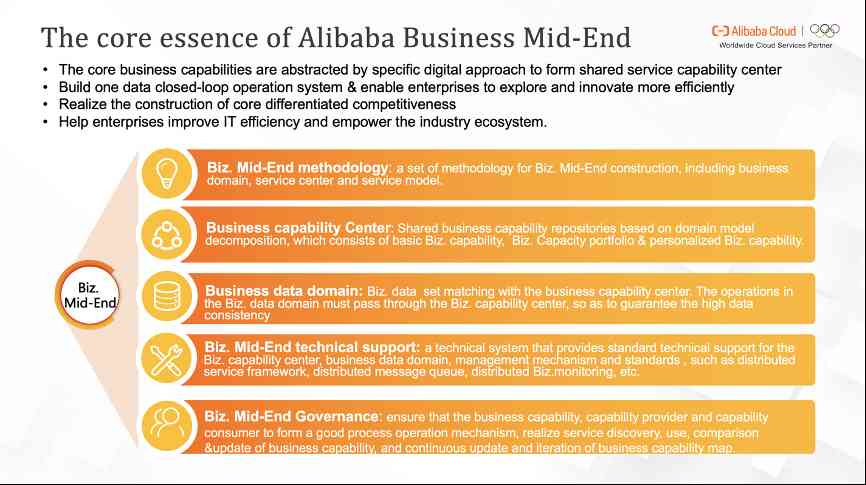 The core essence of Alibaba Business Mid-End
Alibaba Cloud
Worldwide Cloud Services Partner
• The core business capabilities are abstracted by specific digital approach to form shared service capability center
• Build one data closed-loop operation system & enable enterprises to explore and innovate more efficiently
• Realize the construction of core differentiated competitiveness
• Help enterprises improve IT efficiency and empower the industry ecosystem.
Biz.
Mid-End
Biz. Mid-End methodology: a set of methodology for Biz. Mid-End construction, including business
domain, service center and service model.
Business capability Center: Shared business capability repositories based on domain model
decomposition, which consists of basic Biz. capability, Biz. Capacity portfolio & personalized Biz. capability.
Business data domain: Biz. data set matching with the business capability center. The operations in
the Biz. data domain must pass through the Biz. capability center, so as to guarantee the high data
consistency
Biz. Mid-End technical support: a technical system that provides standard technical support for the
Biz. capability center, business data domain, management mechanism and standards , such as distributed
service framework, distributed message queue, distributed Biz.monitoring, etc.
Biz. Mid-End Governance: ensure that the business capability, capability provider and capability
consumer to form a good process operation mechanism, realize service discovery, use, comparison
&update of business capability, and continuous update and iteration of business capability map.